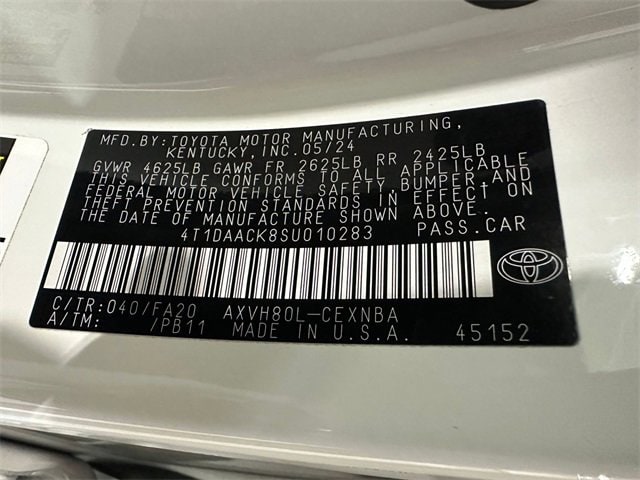 MFD.BY:TOYOTA MOTOR MANUFACTURING,
KENTUCKY,INC.05/24
GVWR 4625LB GAWR FR 2625LB RR 2425LB
THIS VEHICLE CONFORMS TO ALL APPLICABLE
FEDERAL MOTOR VEHICLE SAFETY,BUMPER AND
THEFT PREVENTION STANDARDS IN EFFECT ON
THE DATE OF MANUFACTURE SHOWN ABOVE.
4T1DAACK8SU010283 PASS.CAR
C/TR:040/FA20 AXVH80L-CEXNBA
A/TM: /PB11 MADE IN U.S.A. 45152